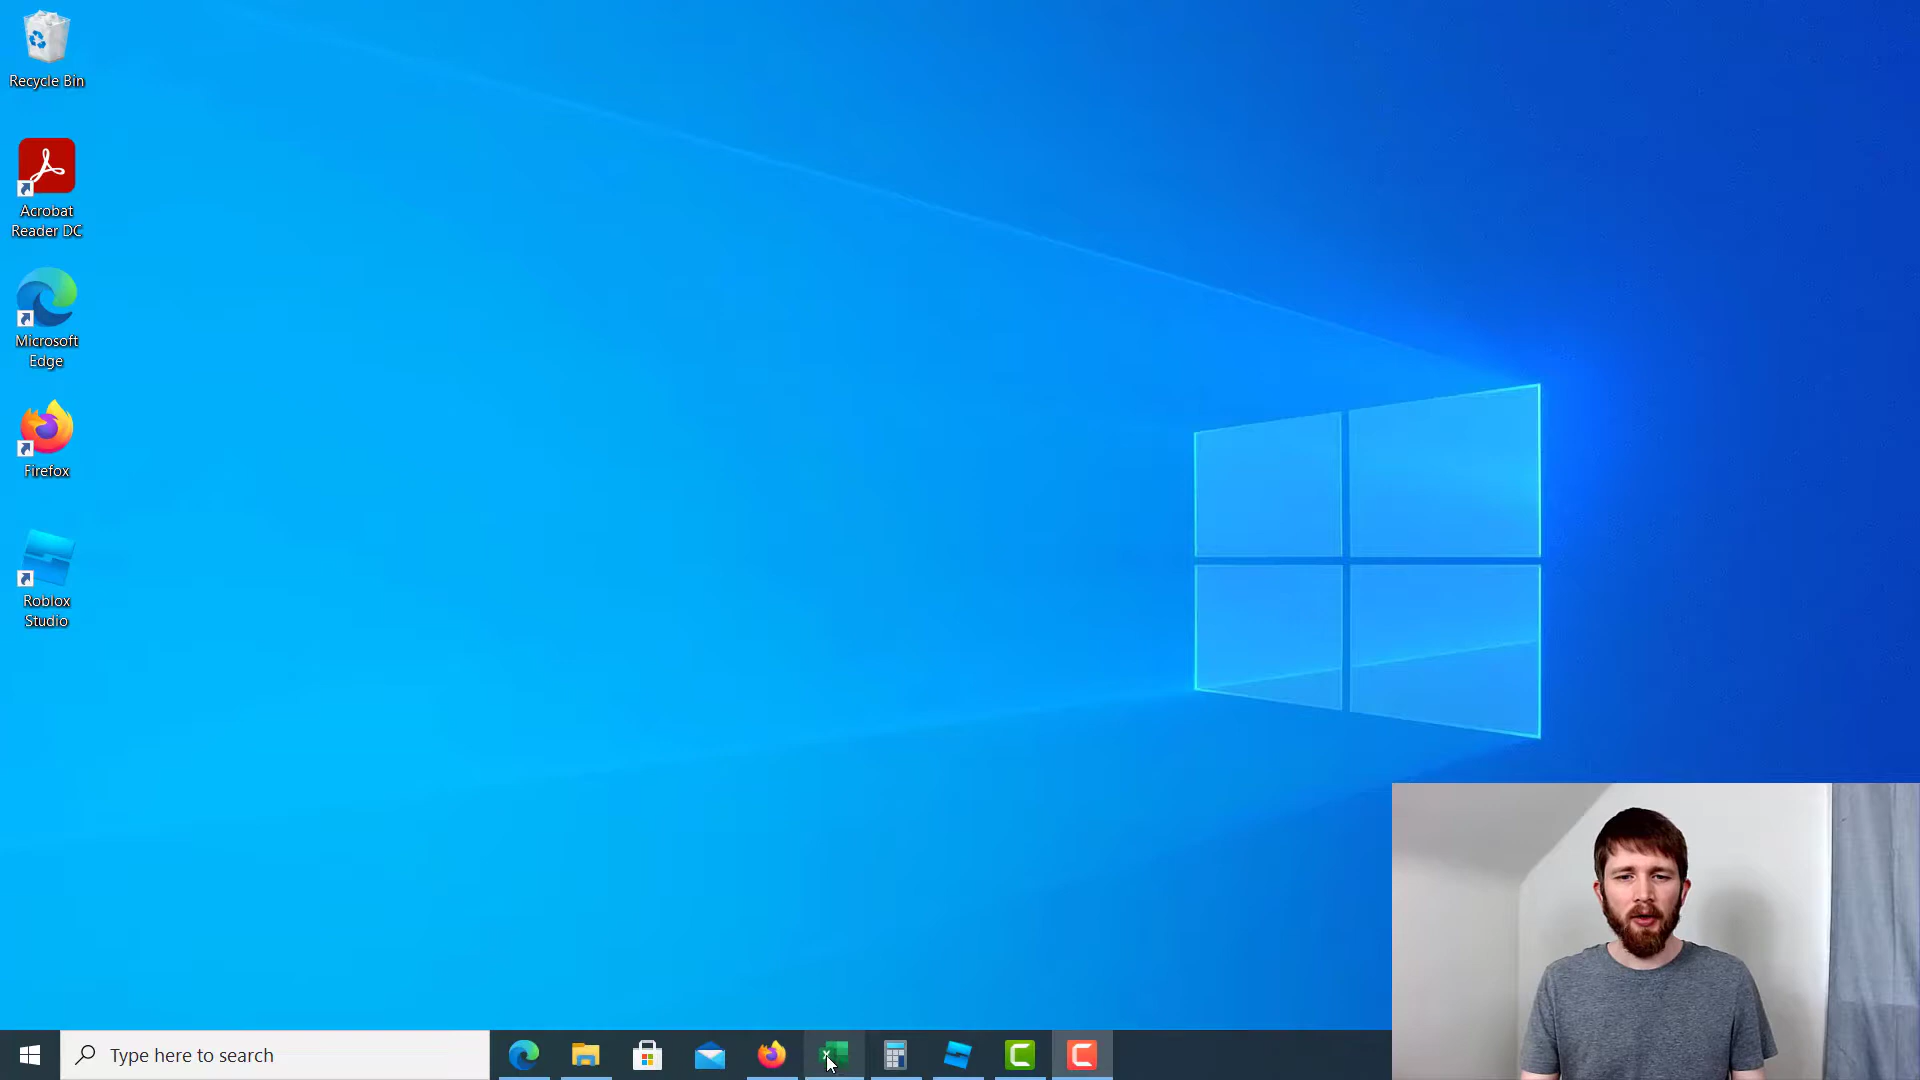 Recycle Bin
Acrobat
Reader DC
Microsoft
Edge
Firefox
Roblox
Studio
Type here to search